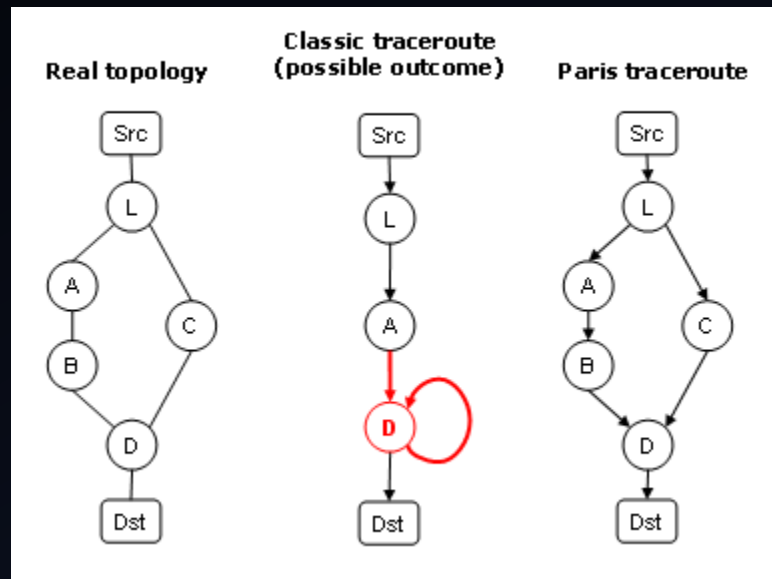 Real topology
Classic traceroute
(possible outcome)
Paris traceroute
Src
L
A
B
C
D
Dst
Src
L
A
D
Dst
Src
L
A
B
C
D
Dst